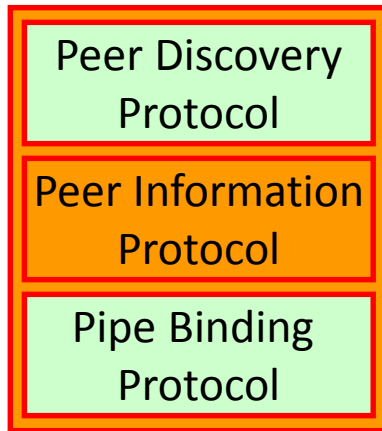 Peer Discovery
Protocol
Peer Information
Protocol
Pipe Binding
Protocol